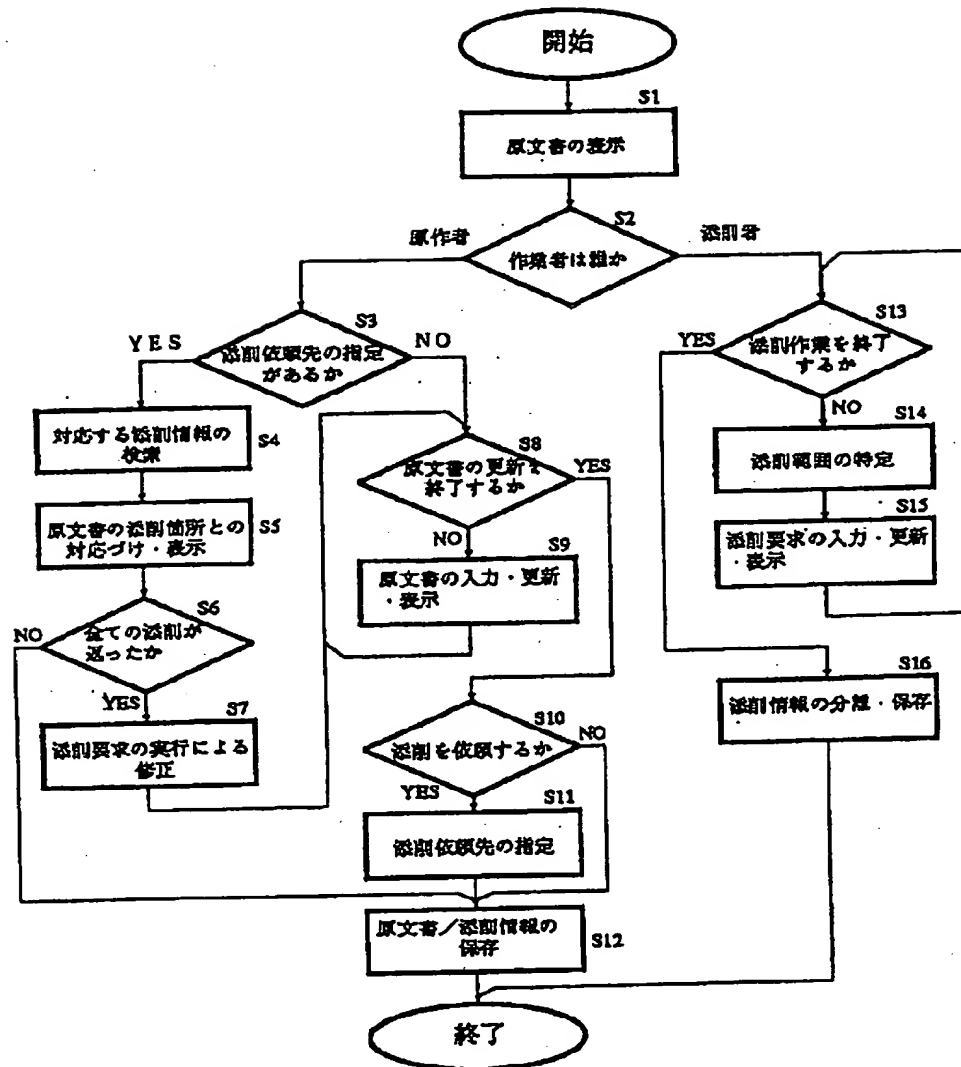 開始
S1
原文書の表示
S2
原作者
添削者
作業者は誰か
S3
YES
NO
添削依頼先の指定
があるか
S13
YES
添削作業を終了
するか
NO
対応する添削情報の
検索
S4
S8
原文書の更新を
終了するか
YES
NO
S14
添削範囲の特定
原文書の添削箇所との
対応づけ・表示
S5
S9
原文書の入力・更新
・表示
S15
添削要求の入力・更新
・表示
S6
NO
全ての添削が
返ったか
YES
S7
添削要求の実行による
修正
S16
添削情報の分離・保存
S10
添削を依頼するか
NO
YES
S11
添削依頼先の指定
原文書/添削情報の
保存
S12
終了